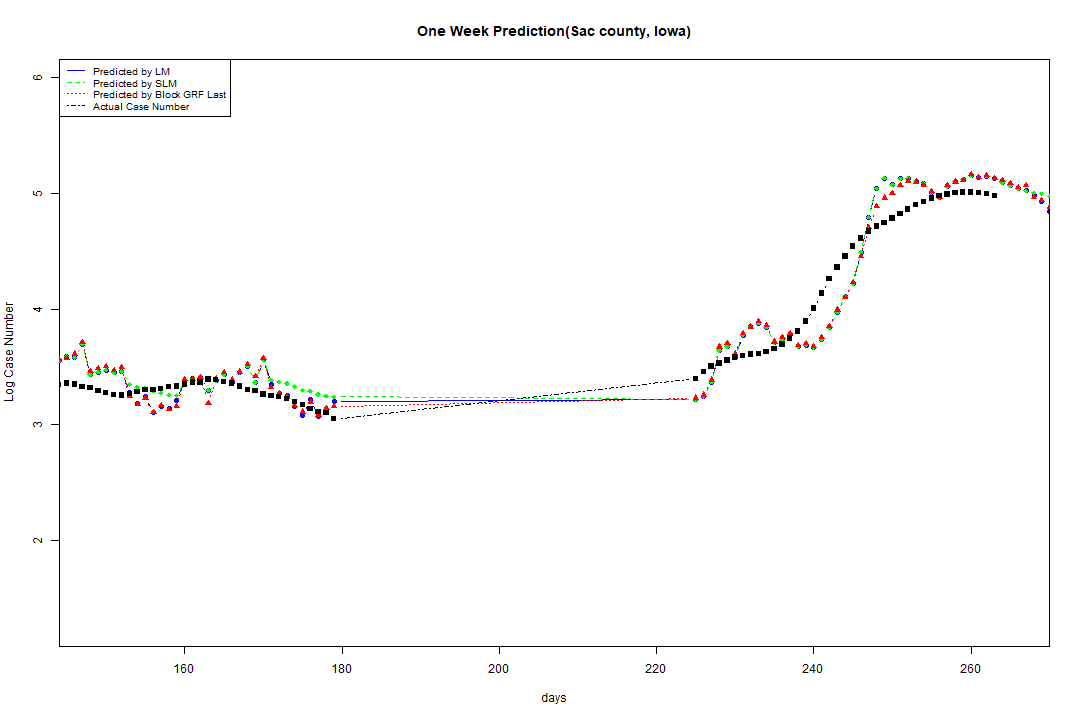 One Week Prediction(Sac county, Iowa)
Predicted by LM
Predicted by SLM
Predicted by Block GRF Last
Actual Case Number
6
5
4
3
2
Log Case Number
160 180 200 220 240 260
days